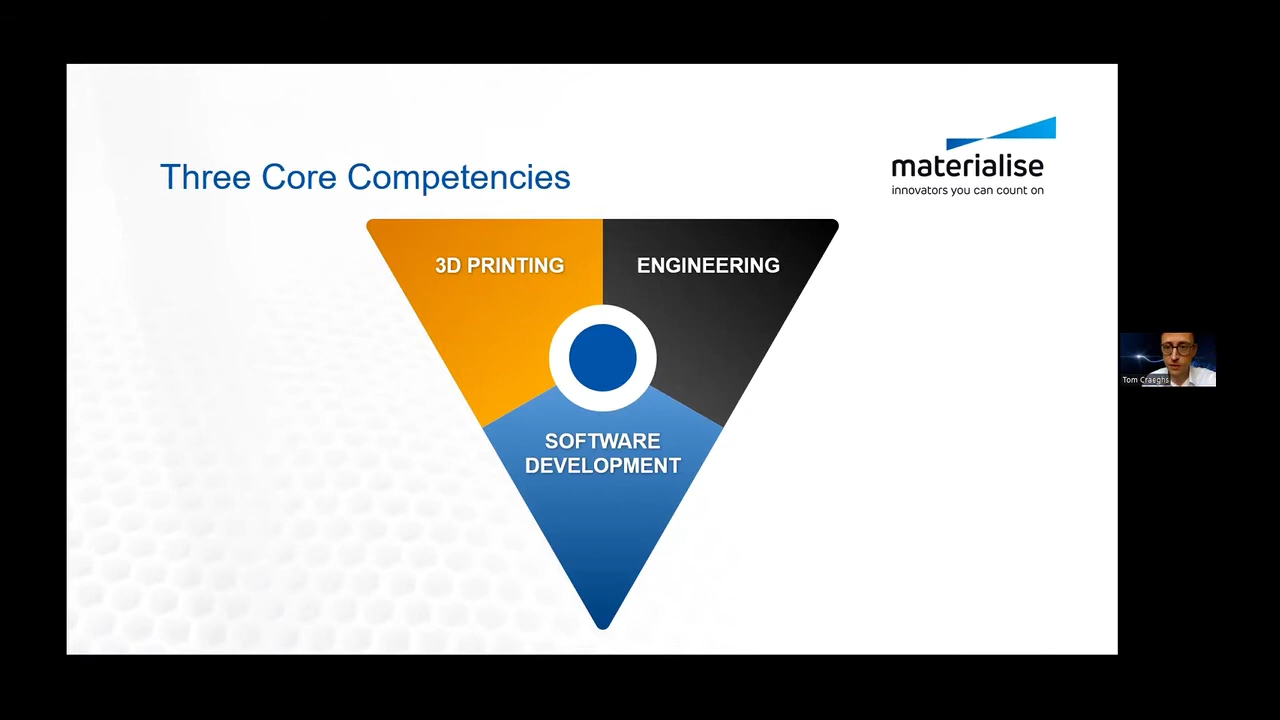 Three Core Competencies
materialise
innovators you can count on
3D PRINTING
ENGINEERING
SOFTWARE
DEVELOPMENT
Tom Craeghs